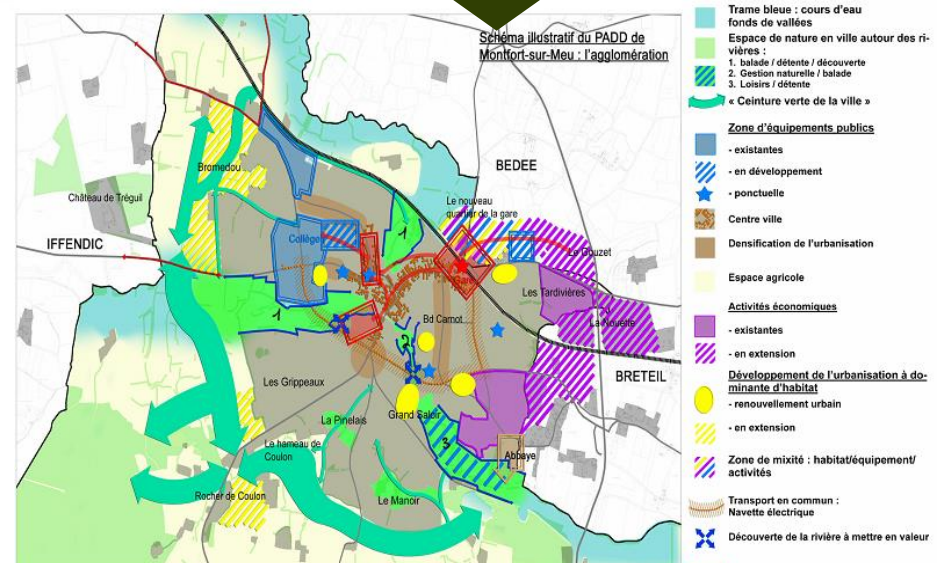 Schéma illustratif du PADD de
Montfort-sur-Meu : l'agglomération
BEDEE
Bromedou
Château de Tréguil
Le nouveau
quartier de la gare
IFFENDIC
Collège
1
Le Gouzet
Gare
Les Tardivières
1
Bd Carnot
La Nouette
2
BRETEIL
Les Grippeaux
La Pinelais
Grand Saloir
3
Abbaye
Le hameau de
Coulon
Rocher de Coulon
Le Manoir
Trame bleue : cours d'eau
fonds de vallées
Espace de nature en ville autour des ri-
vières :
1. balade / détente / découverte
2. Gestion naturelle / balade
3. Loisirs / détente
« Ceinture verte de la ville »
Zone d'équipements publics
- existantes
- en développement
- ponctuelle
Centre ville
Densification de l'urbanisation
Espace agricole
Activités économiques
- existantes
- en extension
Développement de l'urbanisation à do-
minante d'habitat
- renouvellement urbain
- en extension
Zone de mixité : habitat/équipement/
activités
Transport en commun :
Navette électrique
Découverte de la rivière à mettre en valeur